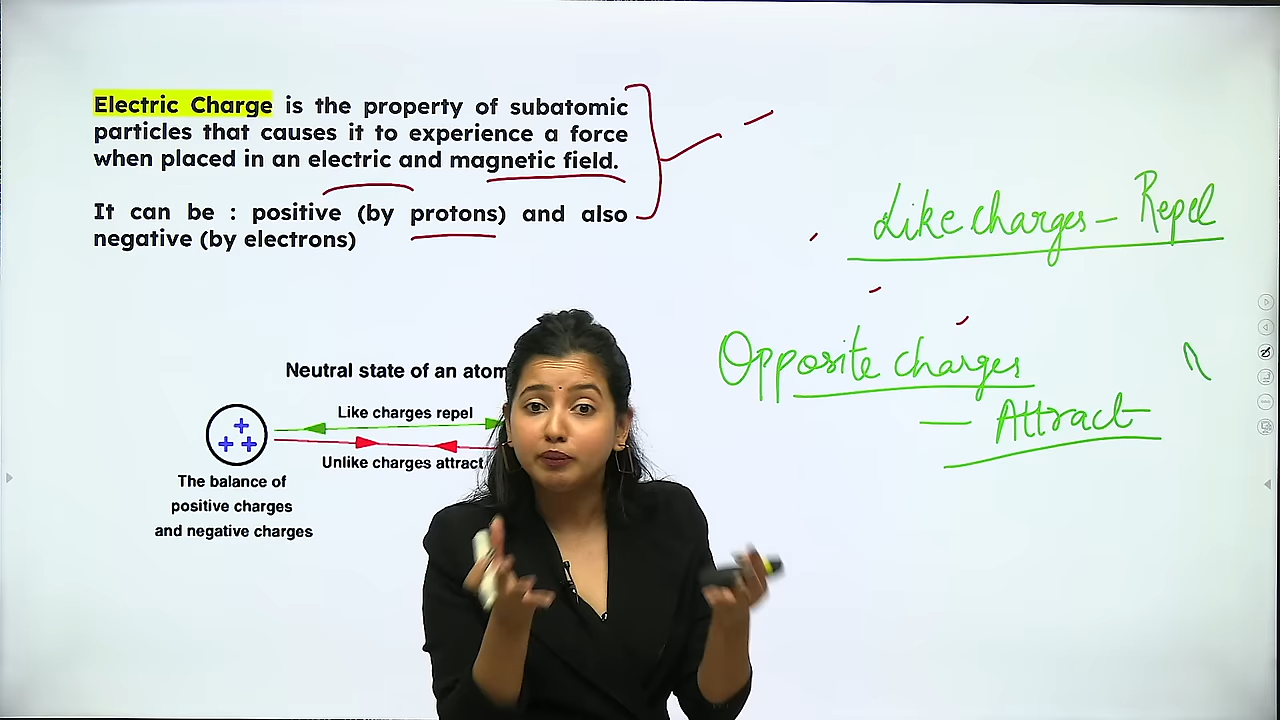 Electric Charge is the property of subatomic
particles that causes it to experience a force
when placed in an electric and magnetic field.
It can be : positive (by protons) and also
negative (by electrons)
Like charges - Repel
Opposite charges
- Attract
Neutral state of an atom
Like charges repel
Unlike charges attract
The balance of
positive charges
and negative charges